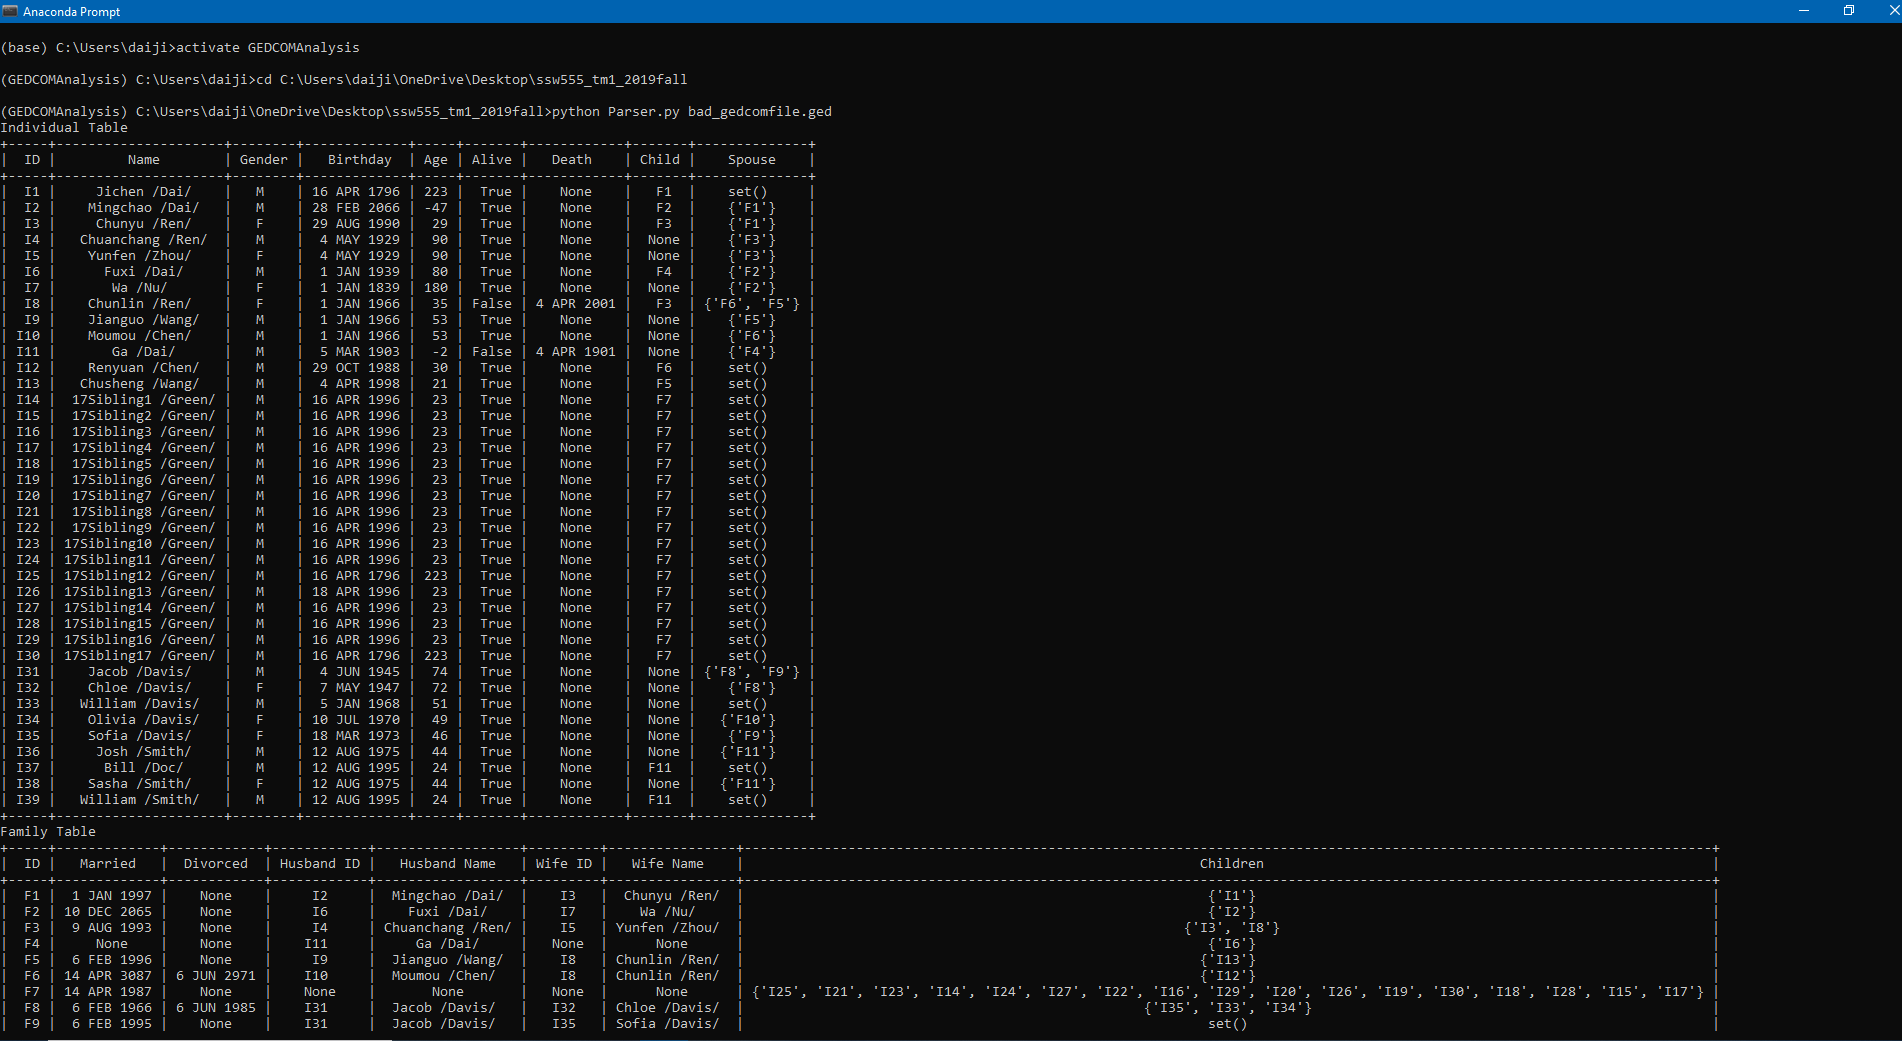 Anaconda Prompt
(base) C:\Users\daiji>activate GEDCOMAnalysis
(GEDCOMAnalysis) C:\Users\daiji>cd C:\Users\daiji\OneDrive\Desktop\ssw555_tm1_2019fall
(GEDCOMAnalysis) C:\Users\daiji\OneDrive\Desktop\ssw555_tm1_2019fall>python Parser.py bad_gedcomfile.ged
Individual Table
+-----+---------------------+--------+-------------+-----+-------+------------+-------+--------------+
|  ID |         Name        | Gender |   Birthday  | Age | Alive |   Death    | Child |    Spouse    |
+-----+---------------------+--------+-------------+-----+-------+------------+-------+--------------+
|  I1 |     Jichen /Dai/    |   M    | 16 APR 1796 | 223 |  True |    None    |   F1  |    set()     |
|  I2 |    Mingchao /Dai/   |   M    | 28 FEB 2066 | -47 |  True |    None    |   F2  |    {'F1'}    |
|  I3 |     Chunyu /Ren/    |   F    | 29 AUG 1990 |  29 |  True |    None    |   F3  |    {'F1'}    |
|  I4 |   Chuanchang /Ren/  |   M    |  4 MAY 1929 |  90 |  True |    None    |  None |    {'F3'}    |
|  I5 |    Yunfen /Zhou/    |   F    |  4 MAY 1929 |  90 |  True |    None    |  None |    {'F3'}    |
|  I6 |      Fuxi /Dai/     |   M    |  1 JAN 1939 |  80 |  True |    None    |   F4  |    {'F2'}    |
|  I7 |       Wa /Nu/       |   F    |  1 JAN 1839 | 180 |  True |    None    |  None |    {'F2'}    |
|  I8 |    Chunlin /Ren/    |   F    |  1 JAN 1966 |  35 | False | 4 APR 2001 |   F3  | {'F6', 'F5'} |
|  I9 |    Jianguo /Wang/   |   M    |  1 JAN 1966 |  53 |  True |    None    |  None |    {'F5'}    |
| I10 |    Moumou /Chen/    |   M    |  1 JAN 1966 |  53 |  True |    None    |  None |    {'F6'}    |
| I11 |       Ga /Dai/      |   M    |  5 MAR 1903 |  -2 | False | 4 APR 1901 |  None |    {'F4'}    |
| I12 |    Renyuan /Chen/   |   M    | 29 OCT 1988 |  30 |  True |    None    |   F6  |    set()     |
| I13 |   Chusheng /Wang/   |   M    |  4 APR 1998 |  21 |  True |    None    |   F5  |    set()     |
| I14 |  17Sibling1 /Green/ |   M    | 16 APR 1996 |  23 |  True |    None    |   F7  |    set()     |
| I15 |  17Sibling2 /Green/ |   M    | 16 APR 1996 |  23 |  True |    None    |   F7  |    set()     |
| I16 |  17Sibling3 /Green/ |   M    | 16 APR 1996 |  23 |  True |    None    |   F7  |    set()     |
| I17 |  17Sibling4 /Green/ |   M    | 16 APR 1996 |  23 |  True |    None    |   F7  |    set()     |
| I18 |  17Sibling5 /Green/ |   M    | 16 APR 1996 |  23 |  True |    None    |   F7  |    set()     |
| I19 |  17Sibling6 /Green/ |   M    | 16 APR 1996 |  23 |  True |    None    |   F7  |    set()     |
| I20 |  17Sibling7 /Green/ |   M    | 16 APR 1996 |  23 |  True |    None    |   F7  |    set()     |
| I21 |  17Sibling8 /Green/ |   M    | 16 APR 1996 |  23 |  True |    None    |   F7  |    set()     |
| I22 |  17Sibling9 /Green/ |   M    | 16 APR 1996 |  23 |  True |    None    |   F7  |    set()     |
| I23 | 17Sibling10 /Green/ |   M    | 16 APR 1996 |  23 |  True |    None    |   F7  |    set()     |
| I24 | 17Sibling11 /Green/ |   M    | 16 APR 1996 |  23 |  True |    None    |   F7  |    set()     |
| I25 | 17Sibling12 /Green/ |   M    | 16 APR 1796 | 223 |  True |    None    |   F7  |    set()     |
| I26 | 17Sibling13 /Green/ |   M    | 18 APR 1996 |  23 |  True |    None    |   F7  |    set()     |
| I27 | 17Sibling14 /Green/ |   M    | 16 APR 1996 |  23 |  True |    None    |   F7  |    set()     |
| I28 | 17Sibling15 /Green/ |   M    | 16 APR 1996 |  23 |  True |    None    |   F7  |    set()     |
| I29 | 17Sibling16 /Green/ |   M    | 16 APR 1996 |  23 |  True |    None    |   F7  |    set()     |
| I30 | 17Sibling17 /Green/ |   M    | 16 APR 1796 | 223 |  True |    None    |   F7  |    set()     |
| I31 |    Jacob /Davis/    |   M    |  4 JUN 1945 |  74 |  True |    None    |  None | {'F8', 'F9'} |
| I32 |    Chloe /Davis/    |   F    |  7 MAY 1947 |  72 |  True |    None    |  None |    {'F8'}    |
| I33 |   William /Davis/   |   M    |  5 JAN 1968 |  51 |  True |    None    |  None |    set()     |
| I34 |    Olivia /Davis/   |   F    | 10 JUL 1970 |  49 |  True |    None    |  None |   {'F10'}    |
| I35 |    Sofia /Davis/    |   F    | 18 MAR 1973 |  46 |  True |    None    |  None |    {'F9'}    |
| I36 |     Josh /Smith/    |   M    | 12 AUG 1975 |  44 |  True |    None    |  None |   {'F11'}    |
| I37 |      Bill /Doc/     |   M    | 12 AUG 1995 |  24 |  True |    None    |  F11  |    set()     |
| I38 |    Sasha /Smith/    |   F    | 12 AUG 1975 |  44 |  True |    None    |  None |   {'F11'}    |
| I39 |   William /Smith/   |   M    | 12 AUG 1995 |  24 |  True |    None    |  F11  |    set()     |
+-----+---------------------+--------+-------------+-----+-------+------------+-------+--------------+
Family Table
|  ID |   Married   |  Divorced  | Husband ID |   Husband Name   | Wife ID |   Wife Name   | Children |
|  F1 |  1 JAN 1997 |    None    |     I2     |  Mingchao /Dai/  |    I3   |  Chunyu /Ren/ | {'I1'} |
|  F2 | 10 DEC 2065 |    None    |     I6     |    Fuxi /Dai/    |    I7   |    Wa /Nu/    | {'I2'} |
|  F3 |  9 AUG 1993 |    None    |     I4     | Chuanchang /Ren/ |    I5   | Yunfen /Zhou/ | {'I3', 'I8'} |
|  F4 |     None    |    None    |    I11     |     Ga /Dai/     |   None  |      None     | {'I6'} |
|  F5 |  6 FEB 1996 |    None    |     I9     |  Jianguo /Wang/  |    I8   | Chunlin /Ren/ | {'I13'} |
|  F6 | 14 APR 3087 | 6 JUN 2971 |    I10     |  Moumou /Chen/   |    I8   | Chunlin /Ren/ | {'I12'} |
|  F7 | 14 APR 1987 |    None    |    None    |       None       |   None  |      None     | {'I25', 'I21', 'I23', 'I14', 'I24', 'I27', 'I22', 'I16', 'I29', 'I20', 'I26', 'I19', 'I30', 'I18', 'I28', 'I15', 'I17'} |
|  F8 |  6 FEB 1966 | 6 JUN 1985 |    I31     |  Jacob /Davis/   |   I32   | Chloe /Davis/ | {'I35', 'I33', 'I34'} |
|  F9 |  6 FEB 1995 |    None    |    I31     |  Jacob /Davis/   |   I35   | Sofia /Davis/ | set() |